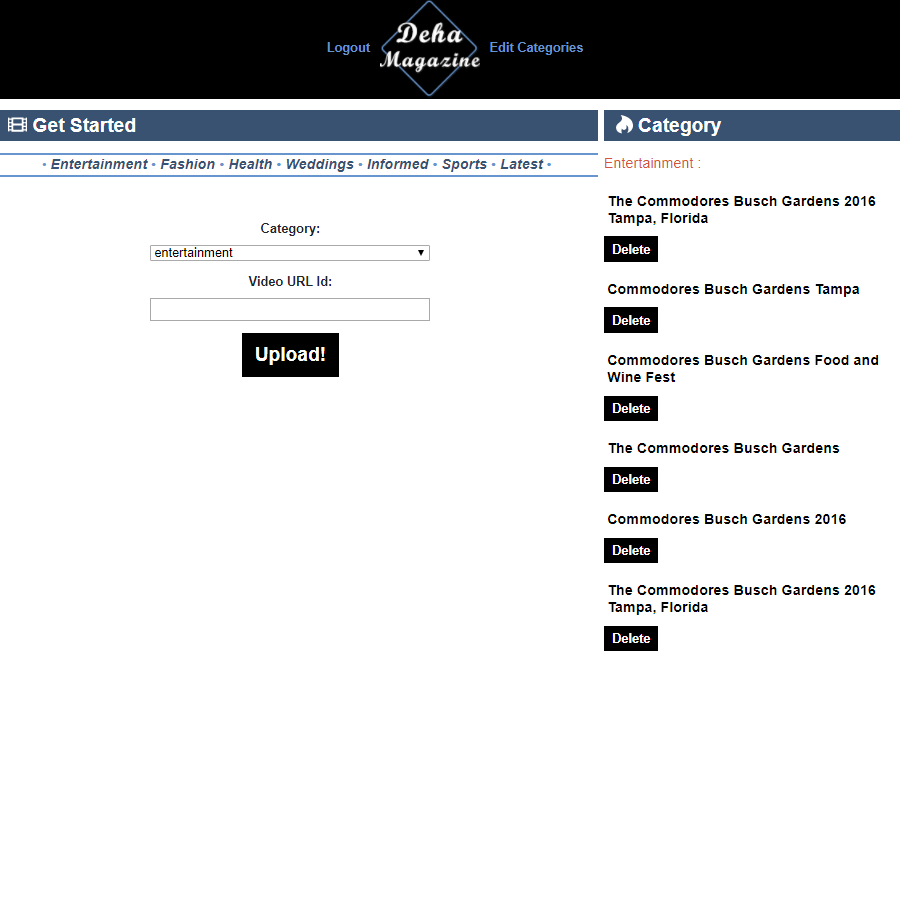 Logout
Deha
Magazine
Edit Categories
Get Started
• Entertainment • Fashion • Health • Weddings • Informed • Sports • Latest •
Category:
entertainment
Video URL Id:
Upload!
Category
Entertainment :
The Commodores Busch Gardens 2016
Tampa, Florida
Delete
Commodores Busch Gardens Tampa
Delete
Commodores Busch Gardens Food and
Wine Fest
Delete
The Commodores Busch Gardens
Delete
Commodores Busch Gardens 2016
Delete
The Commodores Busch Gardens 2016
Tampa, Florida
Delete